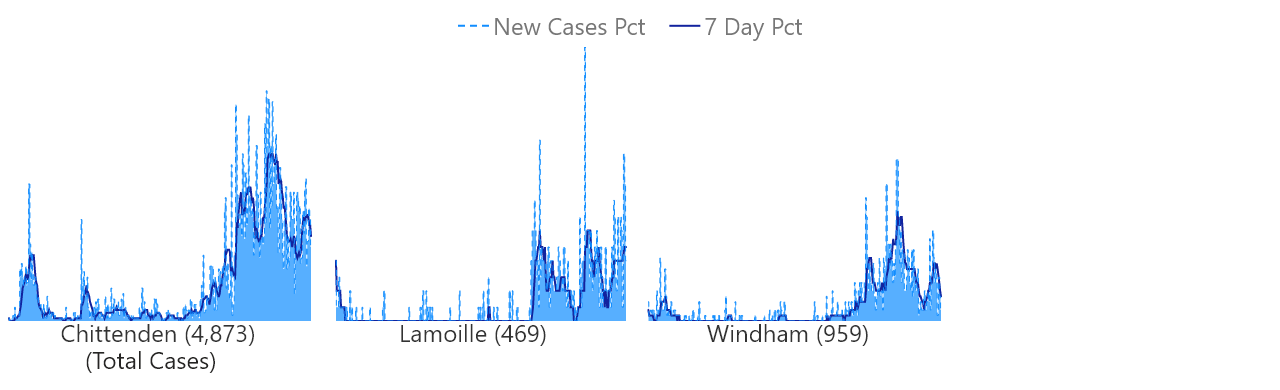 New Cases Pct 7 Day Pct
Chittenden (4,873) Lamoille (469) Windham (959)
(Total Cases)